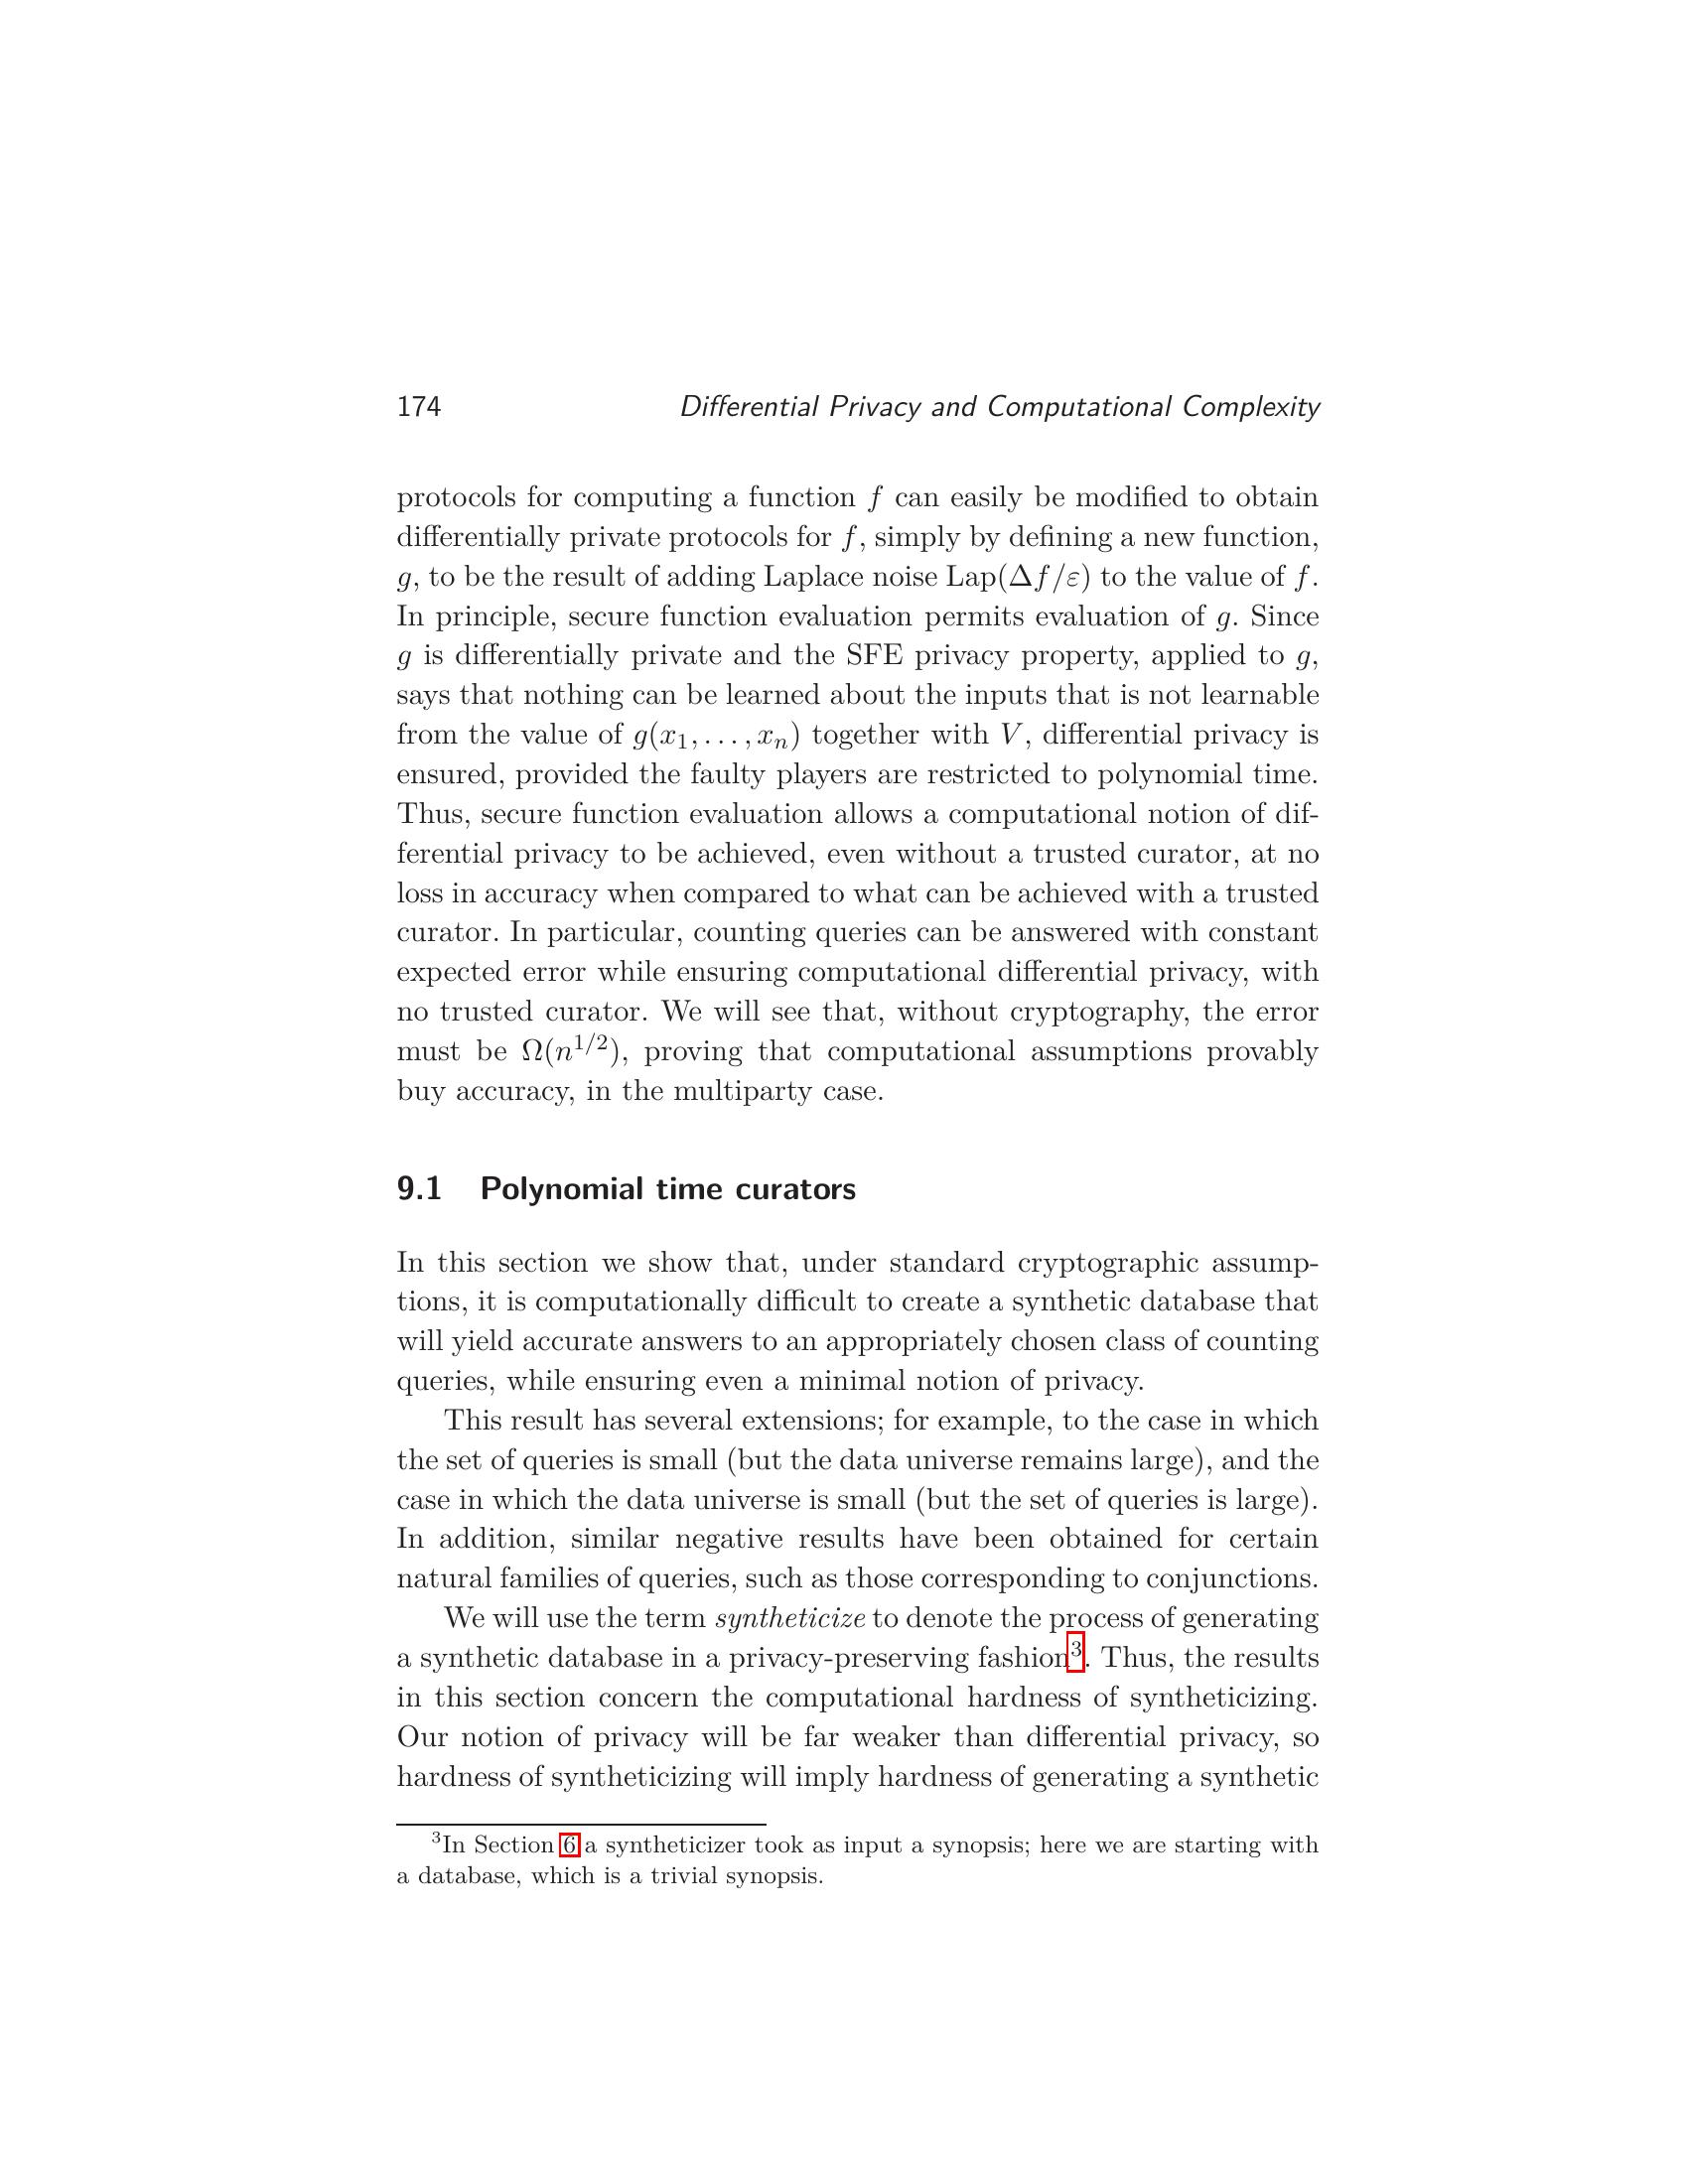 174 Differential Privacy and Computational Complexity
protocols for computing a function f can easily be modified to obtain
differentially private protocols for f, simply by defining a new function,
g, to be the result of adding Laplace noise Lap(Δf/ε) to the value of f.
In principle, secure function evaluation permits evaluation of g. Since
g is differentially private and the SFE privacy property, applied to g,
says that nothing can be learned about the inputs that is not learnable
from the value of g(x₁, . . . , xₙ) together with V, differential privacy is
ensured, provided the faulty players are restricted to polynomial time.
Thus, secure function evaluation allows a computational notion of dif-
ferential privacy to be achieved, even without a trusted curator, at no
loss in accuracy when compared to what can be achieved with a trusted
curator. In particular, counting queries can be answered with constant
expected error while ensuring computational differential privacy, with
no trusted curator. We will see that, without cryptography, the error
must be Ω(n^{1/2}), proving that computational assumptions provably
buy accuracy, in the multiparty case.
9.1 Polynomial time curators
In this section we show that, under standard cryptographic assump-
tions, it is computationally difficult to create a synthetic database that
will yield accurate answers to an appropriately chosen class of counting
queries, while ensuring even a minimal notion of privacy.
This result has several extensions; for example, to the case in which
the set of queries is small (but the data universe remains large), and the
case in which the data universe is small (but the set of queries is large).
In addition, similar negative results have been obtained for certain
natural families of queries, such as those corresponding to conjunctions.
We will use the term syntheticize to denote the process of generating
a synthetic database in a privacy-preserving fashion³. Thus, the results
in this section concern the computational hardness of syntheticizing.
Our notion of privacy will be far weaker than differential privacy, so
hardness of syntheticizing will imply hardness of generating a synthetic
³In Section 6 a syntheticizer took as input a synopsis; here we are starting with
a database, which is a trivial synopsis.